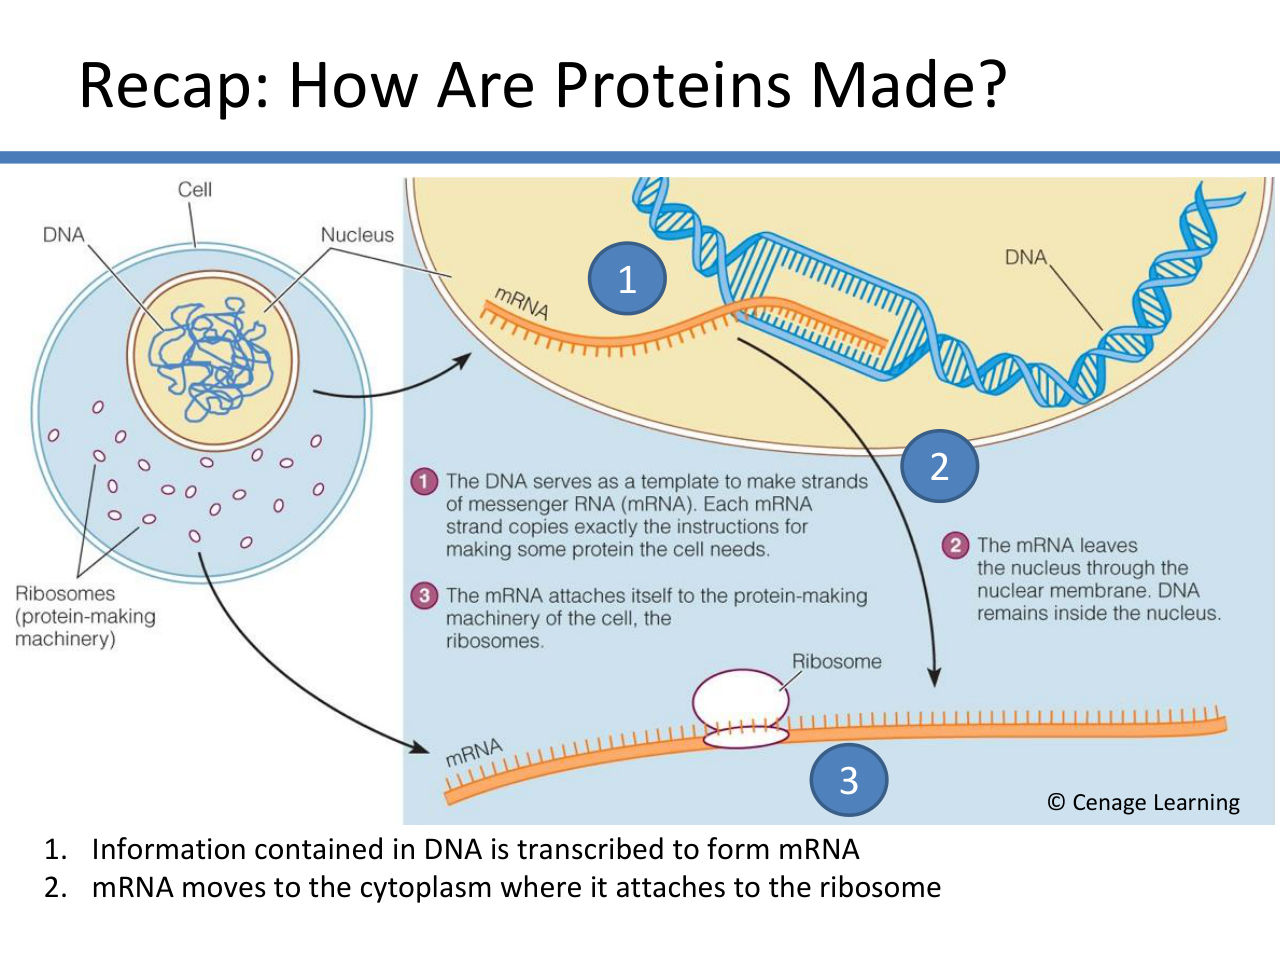 Recap: How Are Proteins Made?
Cell
DNA
Nucleus
Ribosomes
(protein-making
machinery)
mRNA
1
DNA
2
1 The DNA serves as a template to make strands
of messenger RNA (mRNA). Each mRNA
strand copies exactly the instructions for
making some protein the cell needs.
2 The mRNA leaves
the nucleus through the
nuclear membrane. DNA
remains inside the nucleus.
3 The mRNA attaches itself to the protein-making
machinery of the cell, the
ribosomes.
Ribosome
mRNA
3
© Cenage Learning
1. Information contained in DNA is transcribed to form mRNA
2. mRNA moves to the cytoplasm where it attaches to the ribosome